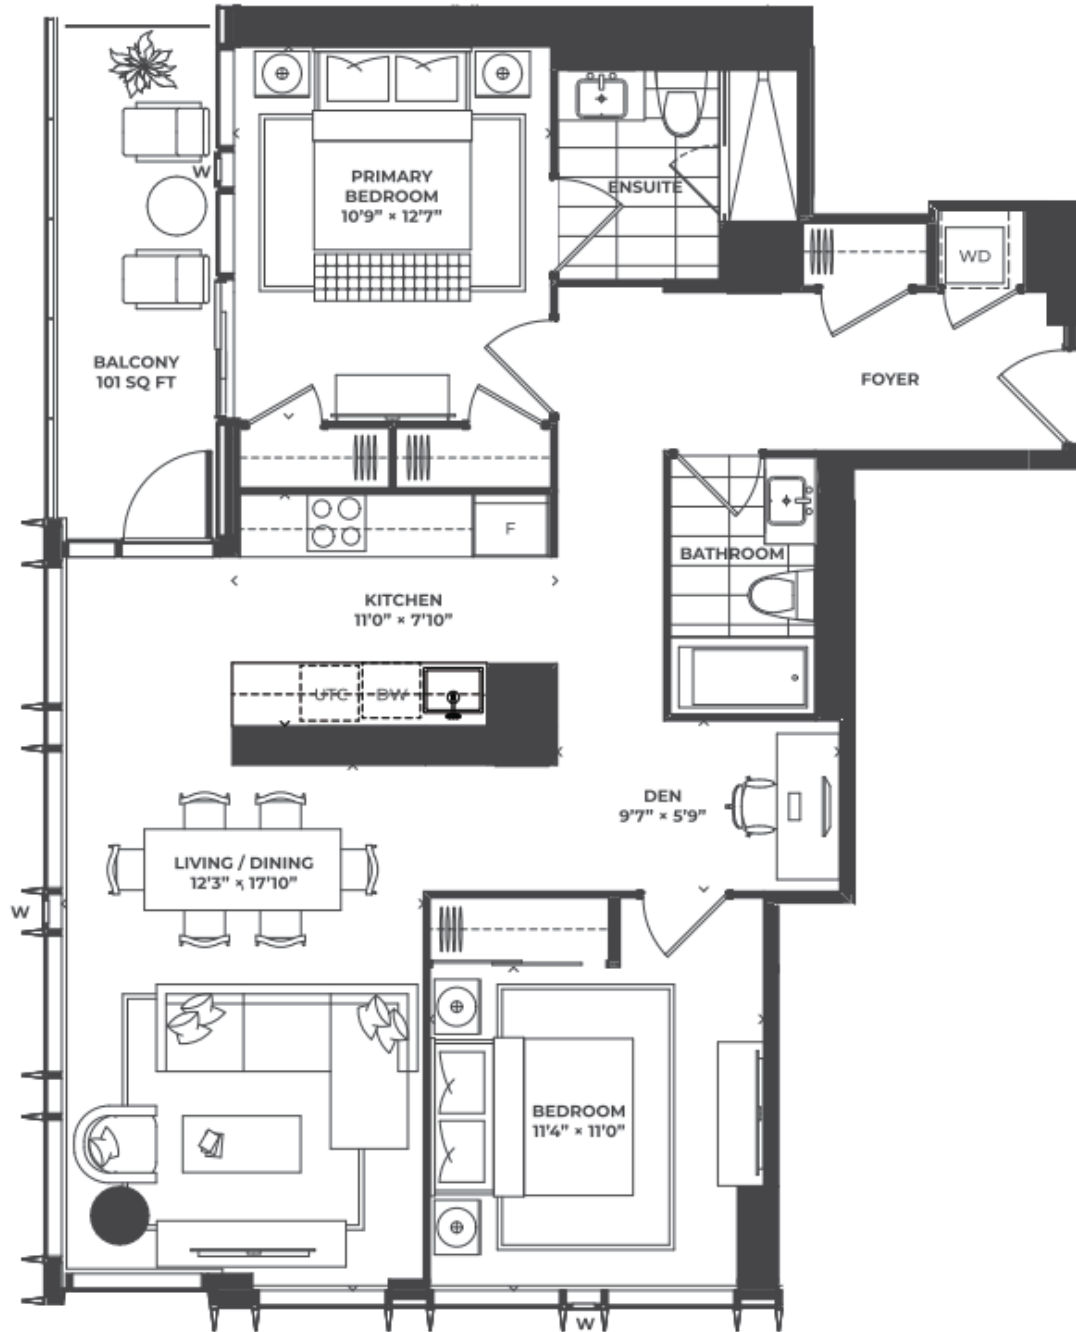 W
PRIMARY
BEDROOM
10'9" × 12'7"
ENSUITE
WD
BALCONY
101 SQ FT
FOYER
F
BATHROOM
KITCHEN
11'0" × 7'10"
UTC
DW
DEN
9'7" × 5'9"
LIVING / DINING
12'3" × 17'10"
W
BEDROOM
11'4" × 11'0"
W